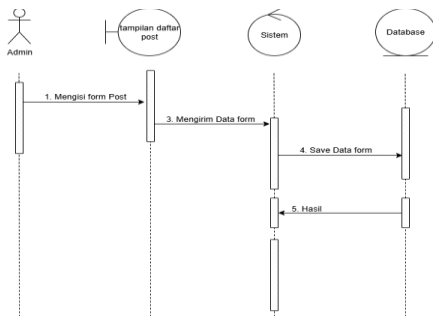 tampilan daftar
post
Sistem
Database
Admin
1. Mengisi form Post
3. Mengirim Data form
4. Save Data form
5. Hasil